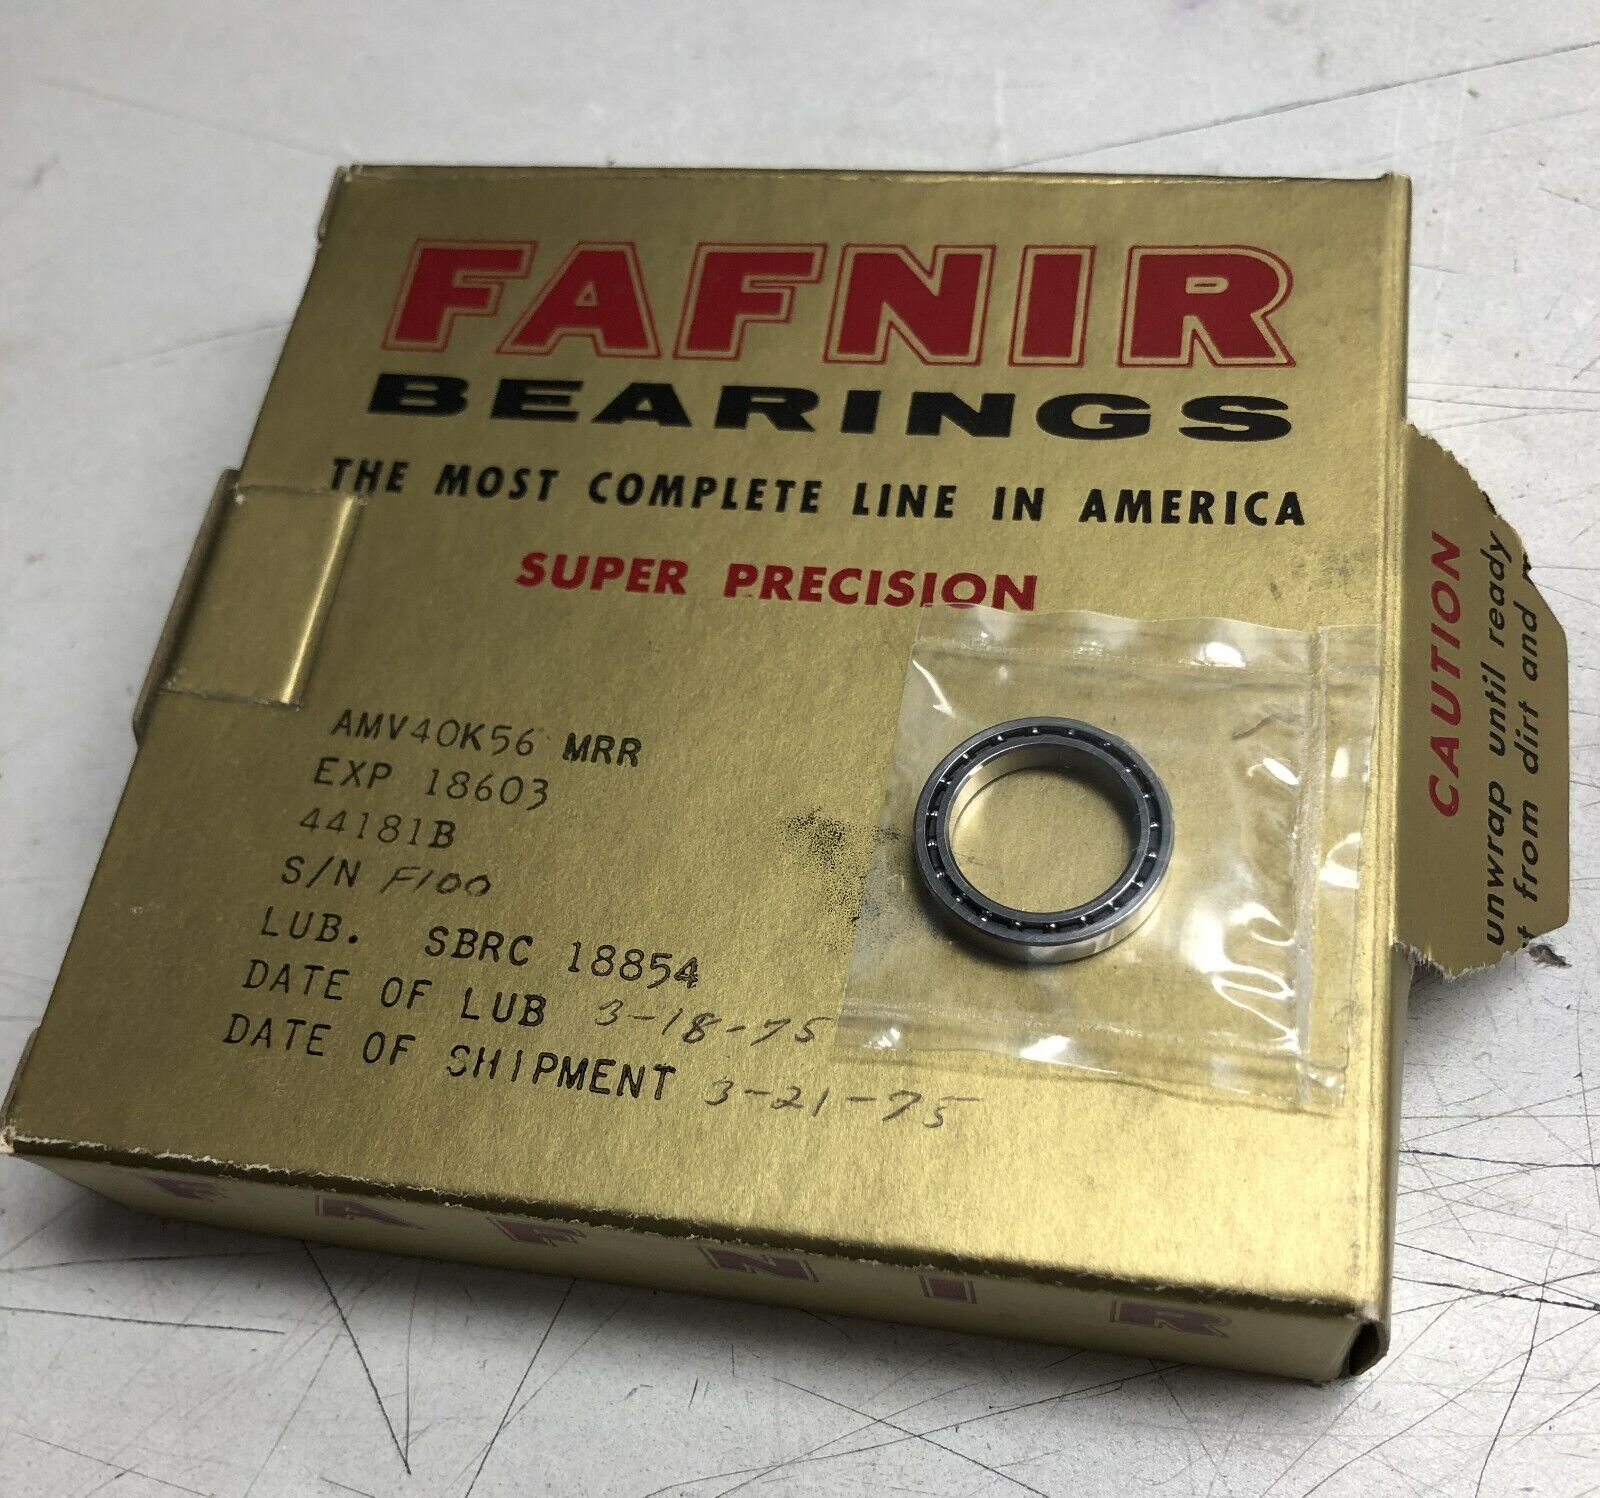 FAFNIR
BEARINGS
THE MOST COMPLETE LINE IN AMERICA
SUPER PRECISION
AMV40K56 MRR
EXP 18603
44181B
S/N F100
LUB. SBRC 18854
DATE OF LUB 3-18-75
DATE OF SHIPMENT 3-21-75
CAUTION
unwrap until ready
from dirt and
FAFNIR